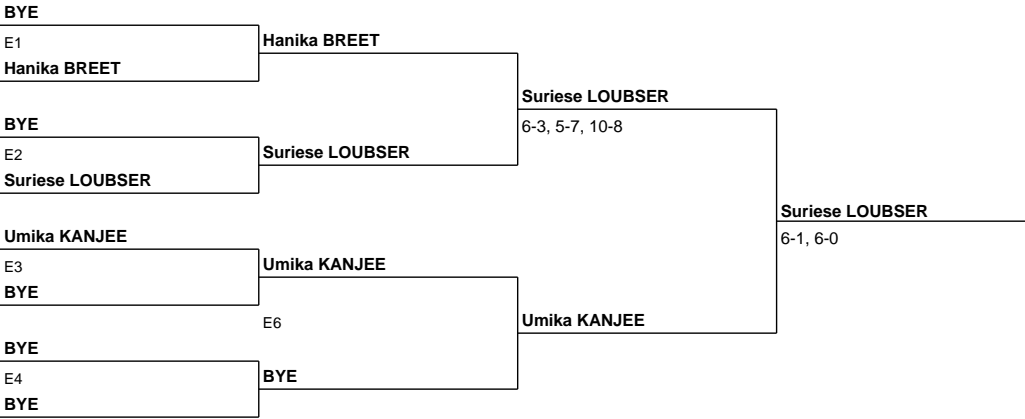 BYE
E1
Hanika BREET
Hanika BREET
BYE
E2
Suriese LOUBSER
Suriese LOUBSER
Suriese LOUBSER
6-3, 5-7, 10-8
Umika KANJEE
E3
BYE
Umika KANJEE
E6
BYE
E4
BYE
BYE
Umika KANJEE
Suriese LOUBSER
6-1, 6-0